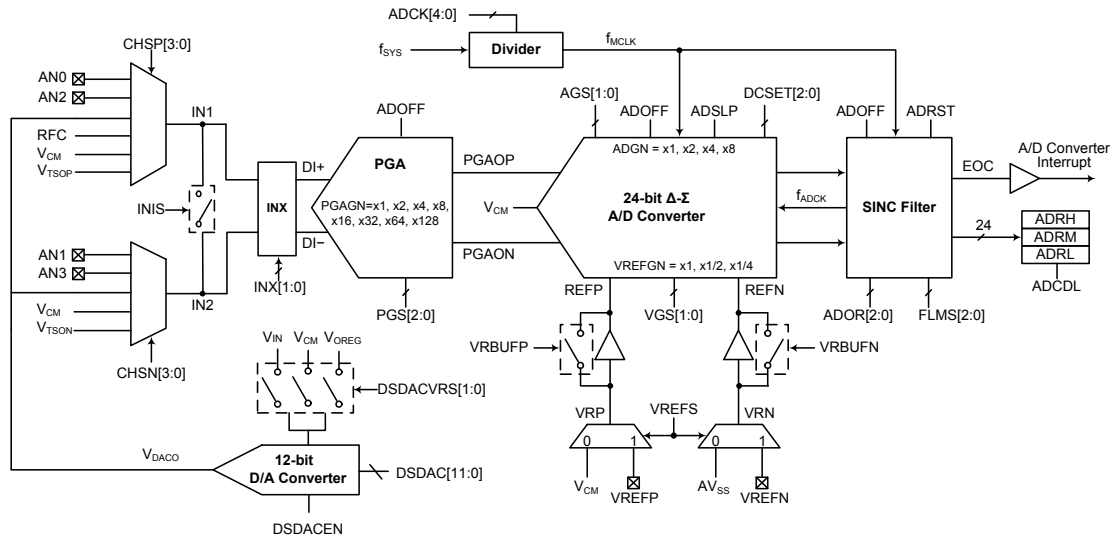 ADCK[4:0]
fSYS
Divider
fMCLK
CHSP[3:0]
AN0
AN2
RFC
VCM
VTSOP
IN1
INIS
AN1
AN3
VCM
VTSON
IN2
CHSN[3:0]
INX
INX[1:0]
DI+
DI−
ADOFF
PGA
PGAGN=x1, x2, x4, x8,
x16, x32, x64, x128
PGS[2:0]
PGAOP
VCM
PGAON
AGS[1:0]
ADOFF
ADSLP
DCSET[2:0]
ADGN = x1, x2, x4, x8
24-bit Δ-Σ
A/D Converter
VREFGN = x1, x1/2, x1/4
REFP
VGS[1:0]
REFN
fADCK
ADOFF
ADRST
SINC Filter
ADOR[2:0]
FLMS[2:0]
EOC
A/D Converter
Interrupt
24
ADRH
ADRM
ADRL
ADCDL
VRBUFP
VRBUFN
VRP
VREFS
VRN
0
1
0
1
VCM
VREFP
AVSS
VREFN
VIN
VCM
VOREG
DSDACVRS[1:0]
VDACO
12-bit
D/A Converter
DSDAC[11:0]
DSDACEN